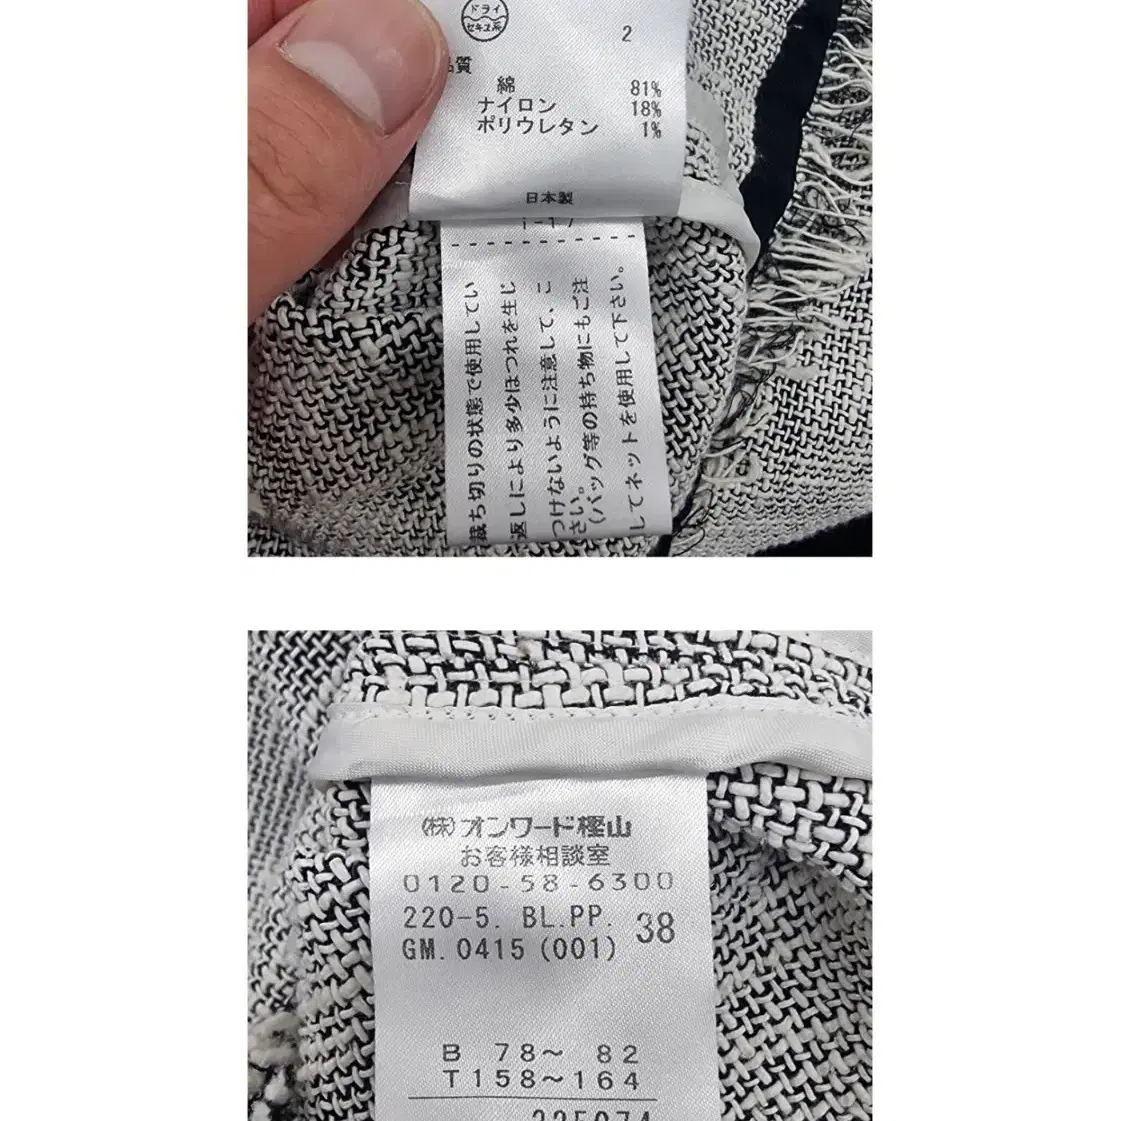 ドライ
セキユ系
2
品質
綿 81%
ナイロン 18%
ポリウレタン 1%
日本製
裁ち切りの状態で使用してい
返しにより多少ほつれを生じ
つけないように注意して、こ
さい。
(バッグ等の持ち物にもご注
してネットを使用して下さい。
(株)オンワード樫山
お客様相談室
0120-58-6300
220-5. BL.PP. 38
GM. 0415 (001)
B 78~ 82
T158~164